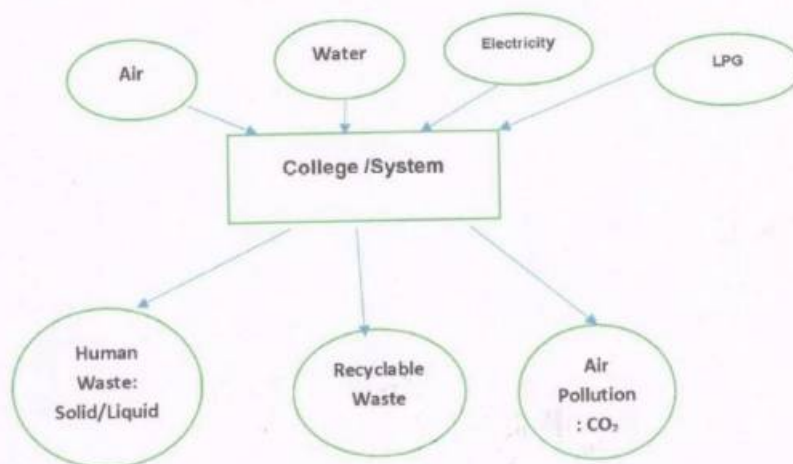 Air
Water
Electricity
LPG
College /System
Human
Waste:
Solid/Liquid
Recyclable
Waste
Air
Pollution
: CO₂